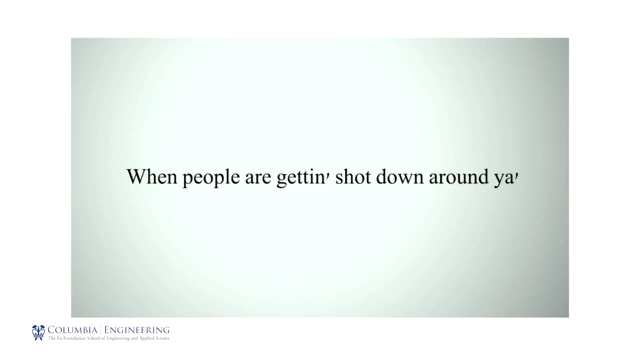 When people are gettin' shot down around ya'
COLUMBIA | ENGINEERING
The Fu Foundation School of Engineering and Applied Science